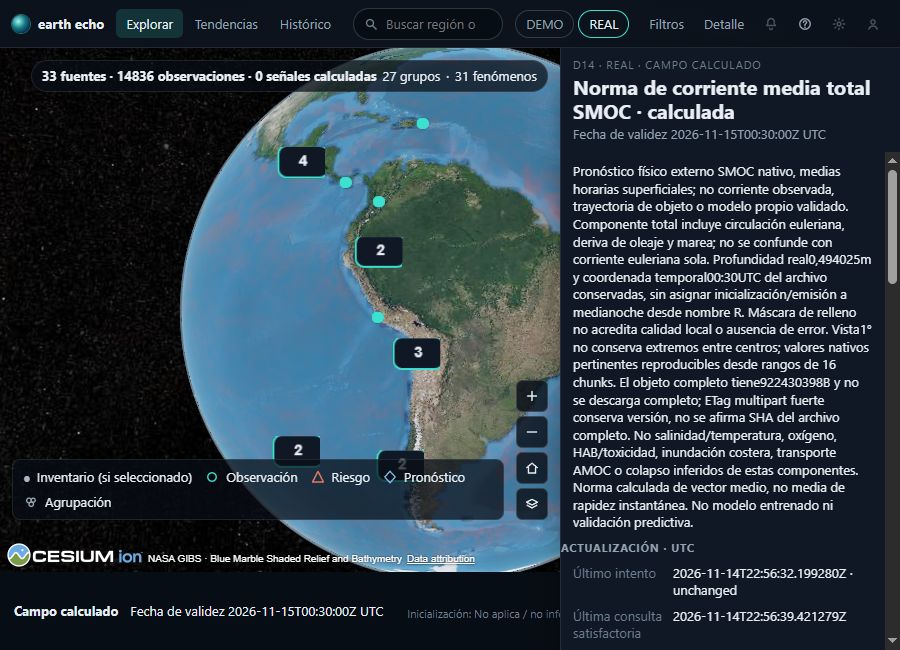 earth echo
Explorar
Tendencias
Histórico
Buscar región o
DEMO
REAL
Filtros
Detalle
33 fuentes · 14836 observaciones · 0 señales calculadas 27 grupos · 31 fenómenos
4
2
3
2
2
+
−
Inventario (si seleccionado)
Observación
Riesgo
Pronóstico
Agrupación
CESIUM ion NASA GIBS · Blue Marble Shaded Relief and Bathymetry Data attribution
Campo calculado Fecha de validez 2026-11-15T00:30:00Z UTC Inicialización: No aplica / no
D14 · REAL · CAMPO CALCULADO
Norma de corriente media total
SMOC · calculada
Fecha de validez 2026-11-15T00:30:00Z UTC
Pronóstico físico externo SMOC nativo, medias
horarias superficiales; no corriente observada,
trayectoria de objeto o modelo propio validado.
Componente total incluye circulación euleriana,
deriva de oleaje y marea; no se confunde con
corriente euleriana sola. Profundidad real0,494025m
y coordenada temporal00:30UTC del archivo
conservadas, sin asignar inicialización/emisión a
medianoche desde nombre R. Máscara de relleno
no acredita calidad local o ausencia de error. Vista1°
no conserva extremos entre centros; valores nativos
pertinentes reproducibles desde rangos de 16
chunks. El objeto completo tiene922430398B y no
se descarga completo; ETag multipart fuerte
conserva versión, no se afirma SHA del archivo
completo. No salinidad/temperatura, oxígeno,
HAB/toxicidad, inundación costera, transporte
AMOC o colapso inferidos de estas componentes.
Norma calculada de vector medio, no media de
rapidez instantánea. No modelo entrenado ni
validación predictiva.
ACTUALIZACIÓN · UTC
Último intento 2026-11-14T22:56:32.199280Z ·
unchanged
Última consulta 2026-11-14T22:56:39.421279Z
satisfactoria